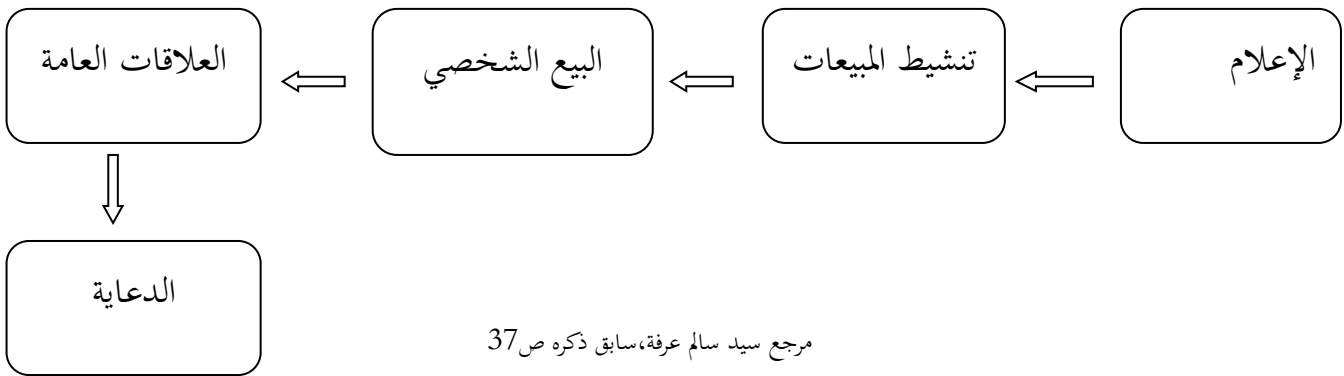 الإعلام
تنشيط المبيعات
البيع الشخصي
العلاقات العامة
الدعاية
مرجع سيد سالم عرفة،سابق ذكره ص37